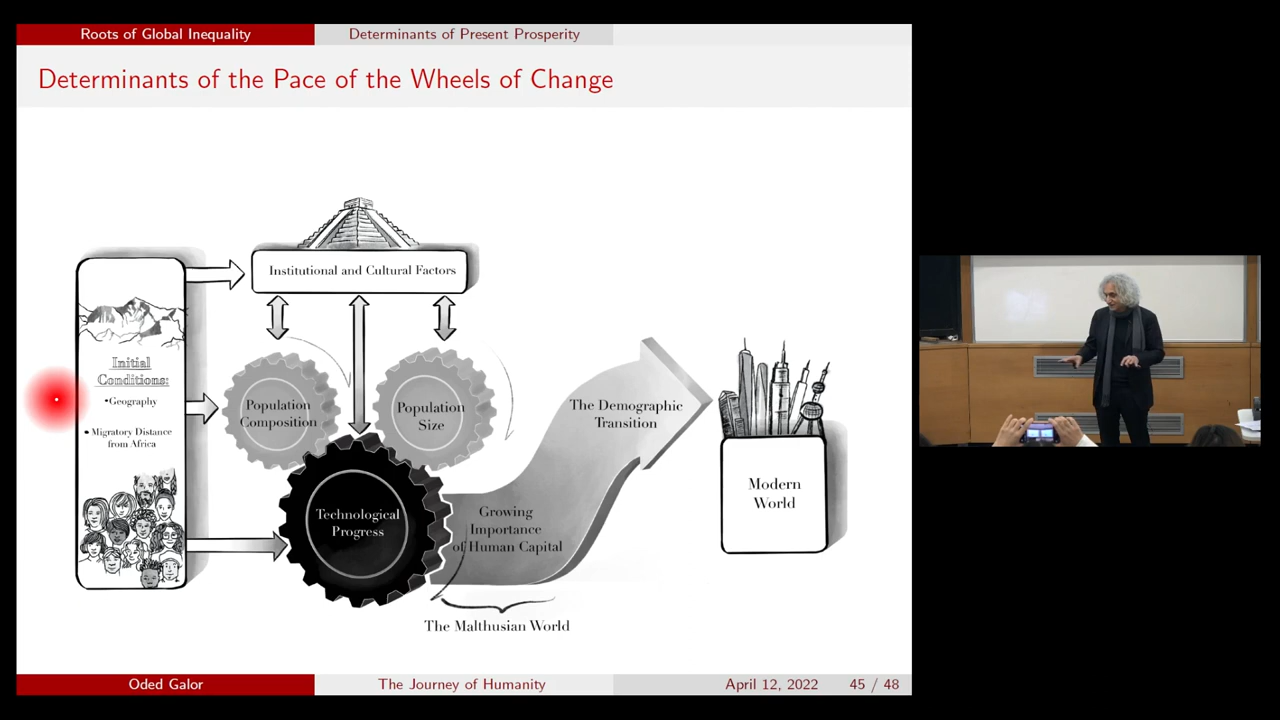 Roots of Global Inequality
Determinants of Present Prosperity
Determinants of the Pace of the Wheels of Change
Institutional and Cultural Factors
Initial
Conditions:
•Geography
• Migratory Distance
from Africa
Population
Composition
Population
Size
Technological
Progress
The Demographic
Transition
Growing
Importance
of Human Capital
The Malthusian World
Modern
World
Oded Galor
The Journey of Humanity
April 12, 2022
45 / 48